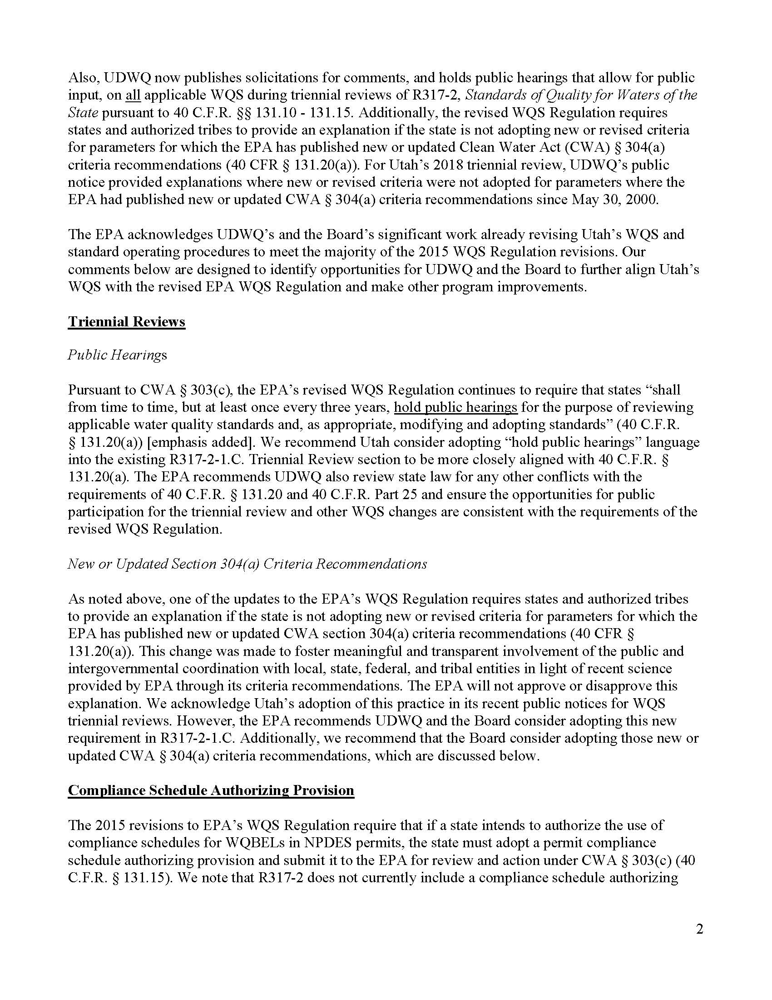 Also, UDWQ now publishes solicitations for comments, and holds public hearings that allow for public
input, on all applicable WQS during triennial reviews of R317-2, Standards of Quality for Waters of the
State pursuant to 40 C.F.R. §§ 131.10 - 131.15. Additionally, the revised WQS Regulation requires
states and authorized tribes to provide an explanation if the state is not adopting new or revised criteria
for parameters for which the EPA has published new or updated Clean Water Act (CWA) § 304(a)
criteria recommendations (40 CFR § 131.20(a)). For Utah’s 2018 triennial review, UDWQ’s public
notice provided explanations where new or revised criteria were not adopted for parameters where the
EPA had published new or updated CWA § 304(a) criteria recommendations since May 30, 2000.
The EPA acknowledges UDWQ’s and the Board’s significant work already revising Utah’s WQS and
standard operating procedures to meet the majority of the 2015 WQS Regulation revisions. Our
comments below are designed to identify opportunities for UDWQ and the Board to further align Utah’s
WQS with the revised EPA WQS Regulation and make other program improvements.
Triennial Reviews
Public Hearings
Pursuant to CWA § 303(c), the EPA’s revised WQS Regulation continues to require that states “shall
from time to time, but at least once every three years, hold public hearings for the purpose of reviewing
applicable water quality standards and, as appropriate, modifying and adopting standards” (40 C.F.R.
§ 131.20(a)) [emphasis added]. We recommend Utah consider adopting “hold public hearings” language
into the existing R317-2-1.C. Triennial Review section to be more closely aligned with 40 C.F.R. §
131.20(a). The EPA recommends UDWQ also review state law for any other conflicts with the
requirements of 40 C.F.R. § 131.20 and 40 C.F.R. Part 25 and ensure the opportunities for public
participation for the triennial review and other WQS changes are consistent with the requirements of the
revised WQS Regulation.
New or Updated Section 304(a) Criteria Recommendations
As noted above, one of the updates to the EPA’s WQS Regulation requires states and authorized tribes
to provide an explanation if the state is not adopting new or revised criteria for parameters for which the
EPA has published new or updated CWA section 304(a) criteria recommendations (40 CFR §
131.20(a)). This change was made to foster meaningful and transparent involvement of the public and
intergovernmental coordination with local, state, federal, and tribal entities in light of recent science
provided by EPA through its criteria recommendations. The EPA will not approve or disapprove this
explanation. We acknowledge Utah’s adoption of this practice in its recent public notices for WQS
triennial reviews. However, the EPA recommends UDWQ and the Board consider adopting this new
requirement in R317-2-1.C. Additionally, we recommend that the Board consider adopting those new or
updated CWA § 304(a) criteria recommendations, which are discussed below.
Compliance Schedule Authorizing Provision
The 2015 revisions to EPA’s WQS Regulation require that if a state intends to authorize the use of
compliance schedules for WQBELs in NPDES permits, the state must adopt a permit compliance
schedule authorizing provision and submit it to the EPA for review and action under CWA § 303(c) (40
C.F.R. § 131.15). We note that R317-2 does not currently include a compliance schedule authorizing
2